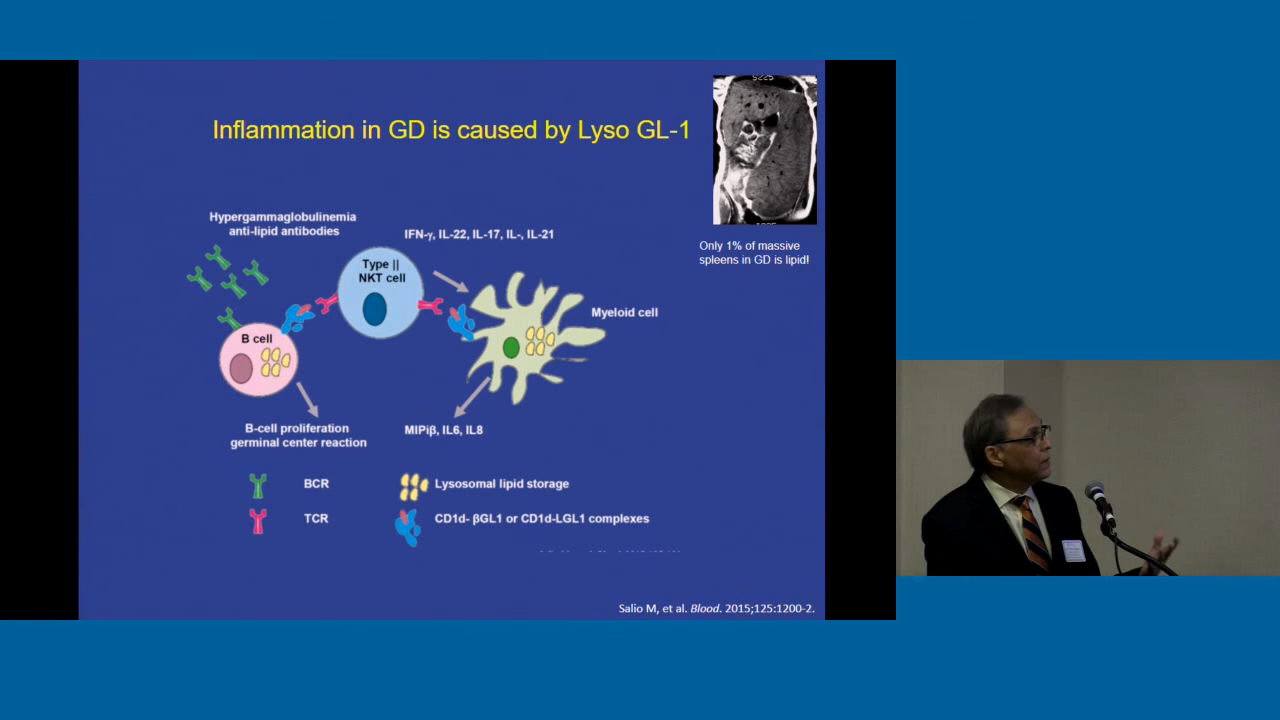 Inflammation in GD is caused by Lyso GL-1
S225
Only 1% of massive
spleens in GD is lipid!
Hypergammaglobulinemia
anti-lipid antibodies
IFN-γ, IL-22, IL-17, IL-, IL-21
Type ||
NKT cell
Myeloid cell
B cell
B-cell proliferation
germinal center reaction
MIPiβ, IL6, IL8
BCR
Lysosomal lipid storage
TCR
CD1d- βGL1 or CD1d-LGL1 complexes
Salio M, et al. Blood. 2015;125:1200-2.